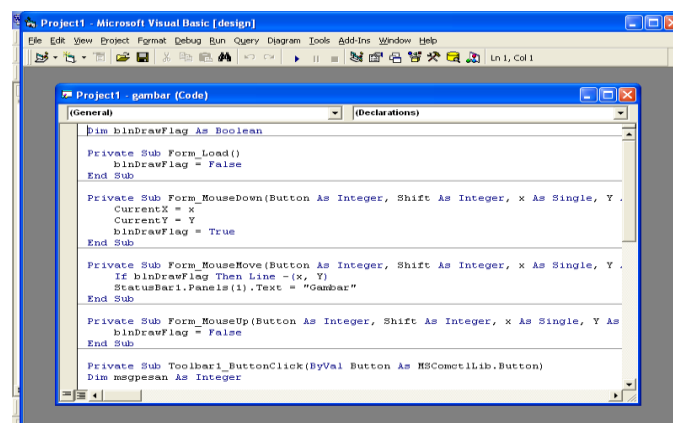 Project1 - Microsoft Visual Basic [design]
File Edit View Project Format Debug Run Query Diagram Tools Add-Ins Window Help
Ln 1, Col 1
Project1 - gambar (Code)
(General) (Declarations)
Dim blnDrawFlag As Boolean
Private Sub Form_Load()
blnDrawFlag = False
End Sub
Private Sub Form_MouseDown(Button As Integer, Shift As Integer, x As Single, Y
CurrentX = x
CurrentY = Y
blnDrawFlag = True
End Sub
Private Sub Form_MouseMove(Button As Integer, Shift As Integer, x As Single, Y
If blnDrawFlag Then Line -(x, Y)
StatusBar1.Panels(1).Text = "Gambar"
End Sub
Private Sub Form_MouseUp(Button As Integer, Shift As Integer, x As Single, Y As
blnDrawFlag = False
End Sub
Private Sub Toolbar1_ButtonClick(ByVal Button As MSComctlLib.Button)
Dim msgpesan As Integer